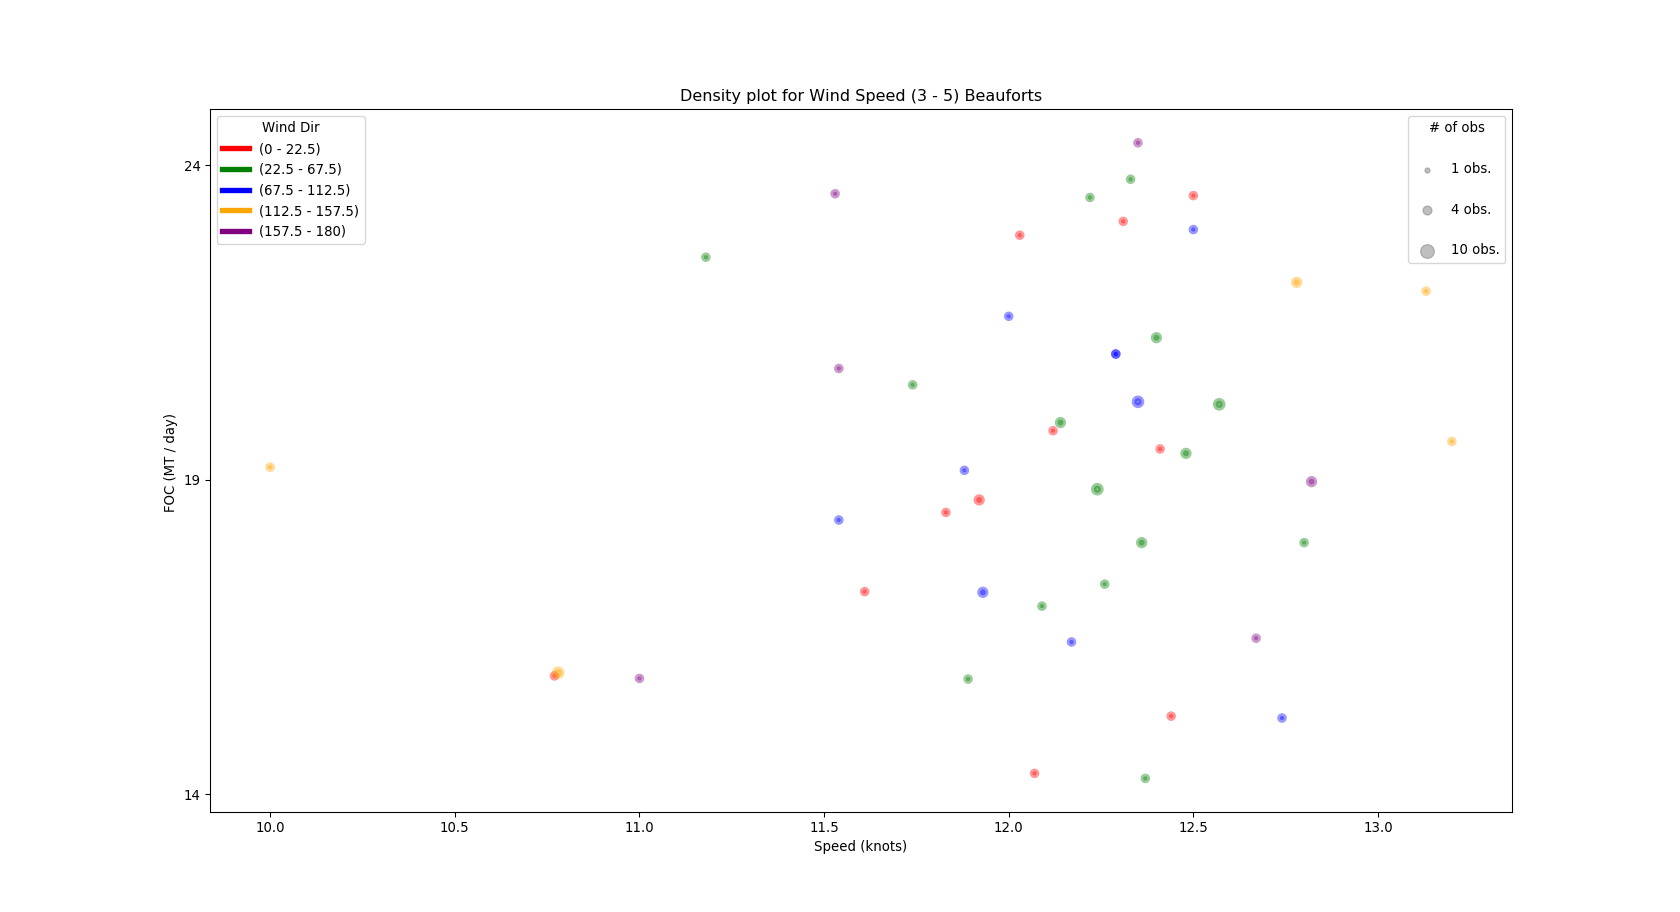 Density plot for Wind Speed (3 - 5) Beauforts
Wind Dir
(0 - 22.5)
(22.5 - 67.5)
(67.5 - 112.5)
(112.5 - 157.5)
(157.5 - 180)
# of obs
1 obs.
4 obs.
10 obs.
24
19
14
FOC (MT / day)
10.0 10.5 11.0 11.5 12.0 12.5 13.0
Speed (knots)